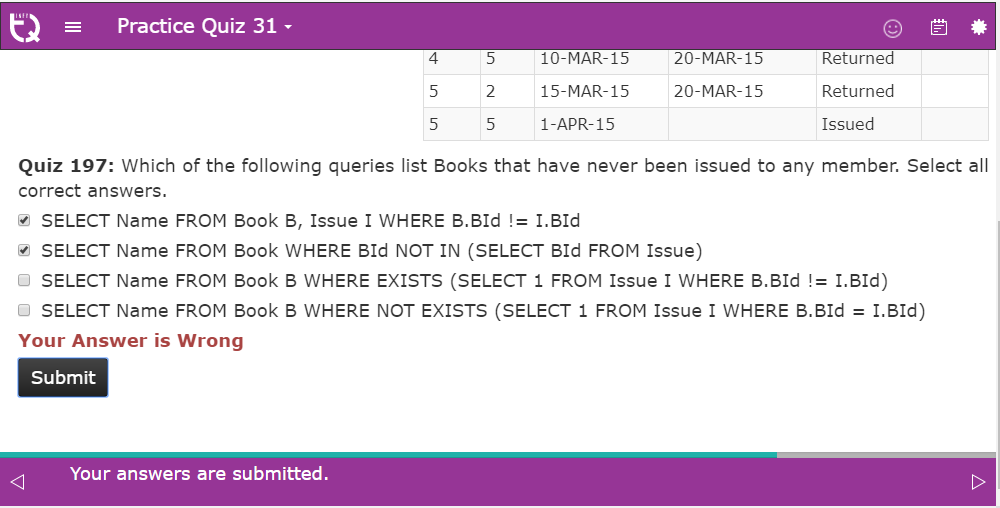 Practice Quiz 31
4 5 10-MAR-15 20-MAR-15 Returned
5 2 15-MAR-15 20-MAR-15 Returned
5 5 1-APR-15 Issued
Quiz 197: Which of the following queries list Books that have never been issued to any member. Select all
correct answers.
SELECT Name FROM Book B, Issue I WHERE B.BId != I.BId
SELECT Name FROM Book WHERE BId NOT IN (SELECT BId FROM Issue)
SELECT Name FROM Book B WHERE EXISTS (SELECT 1 FROM Issue I WHERE B.BId != I.BId)
SELECT Name FROM Book B WHERE NOT EXISTS (SELECT 1 FROM Issue I WHERE B.BId = I.BId)
Your Answer is Wrong
Submit
Your answers are submitted.